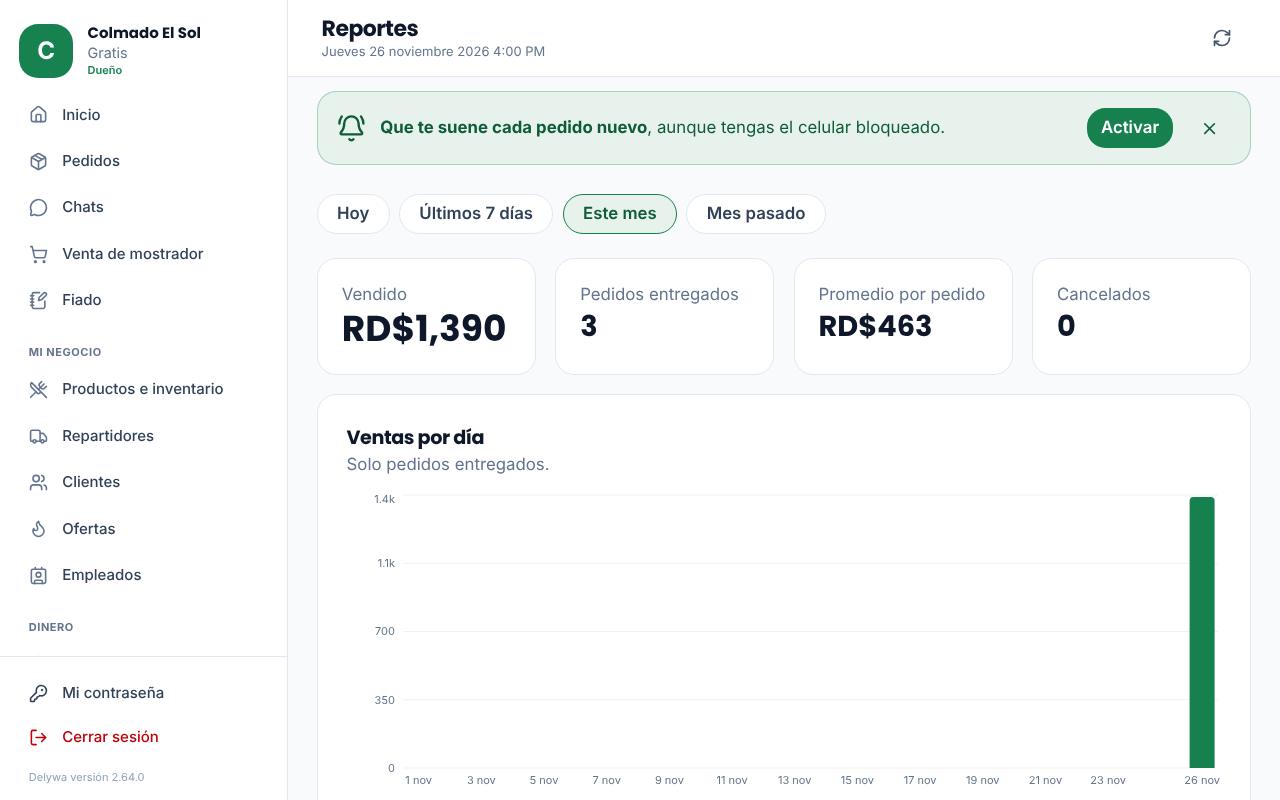 C
Colmado El Sol
Gratis
Dueño
Inicio
Pedidos
Chats
Venta de mostrador
Fiado
MI NEGOCIO
Productos e inventario
Repartidores
Clientes
Ofertas
Empleados
DINERO
Mi contraseña
Cerrar sesión
Delywa versión 2.64.0
Reportes
Jueves 26 noviembre 2026 4:00 PM
Que te suene cada pedido nuevo, aunque tengas el celular bloqueado.
Activar
Hoy
Últimos 7 días
Este mes
Mes pasado
Vendido
RD$1,390
Pedidos entregados
3
Promedio por pedido
RD$463
Cancelados
0
Ventas por día
Solo pedidos entregados.
1.4k
1.1k
700
350
0
1 nov 3 nov 5 nov 7 nov 9 nov 11 nov 13 nov 15 nov 17 nov 19 nov 21 nov 23 nov 26 nov